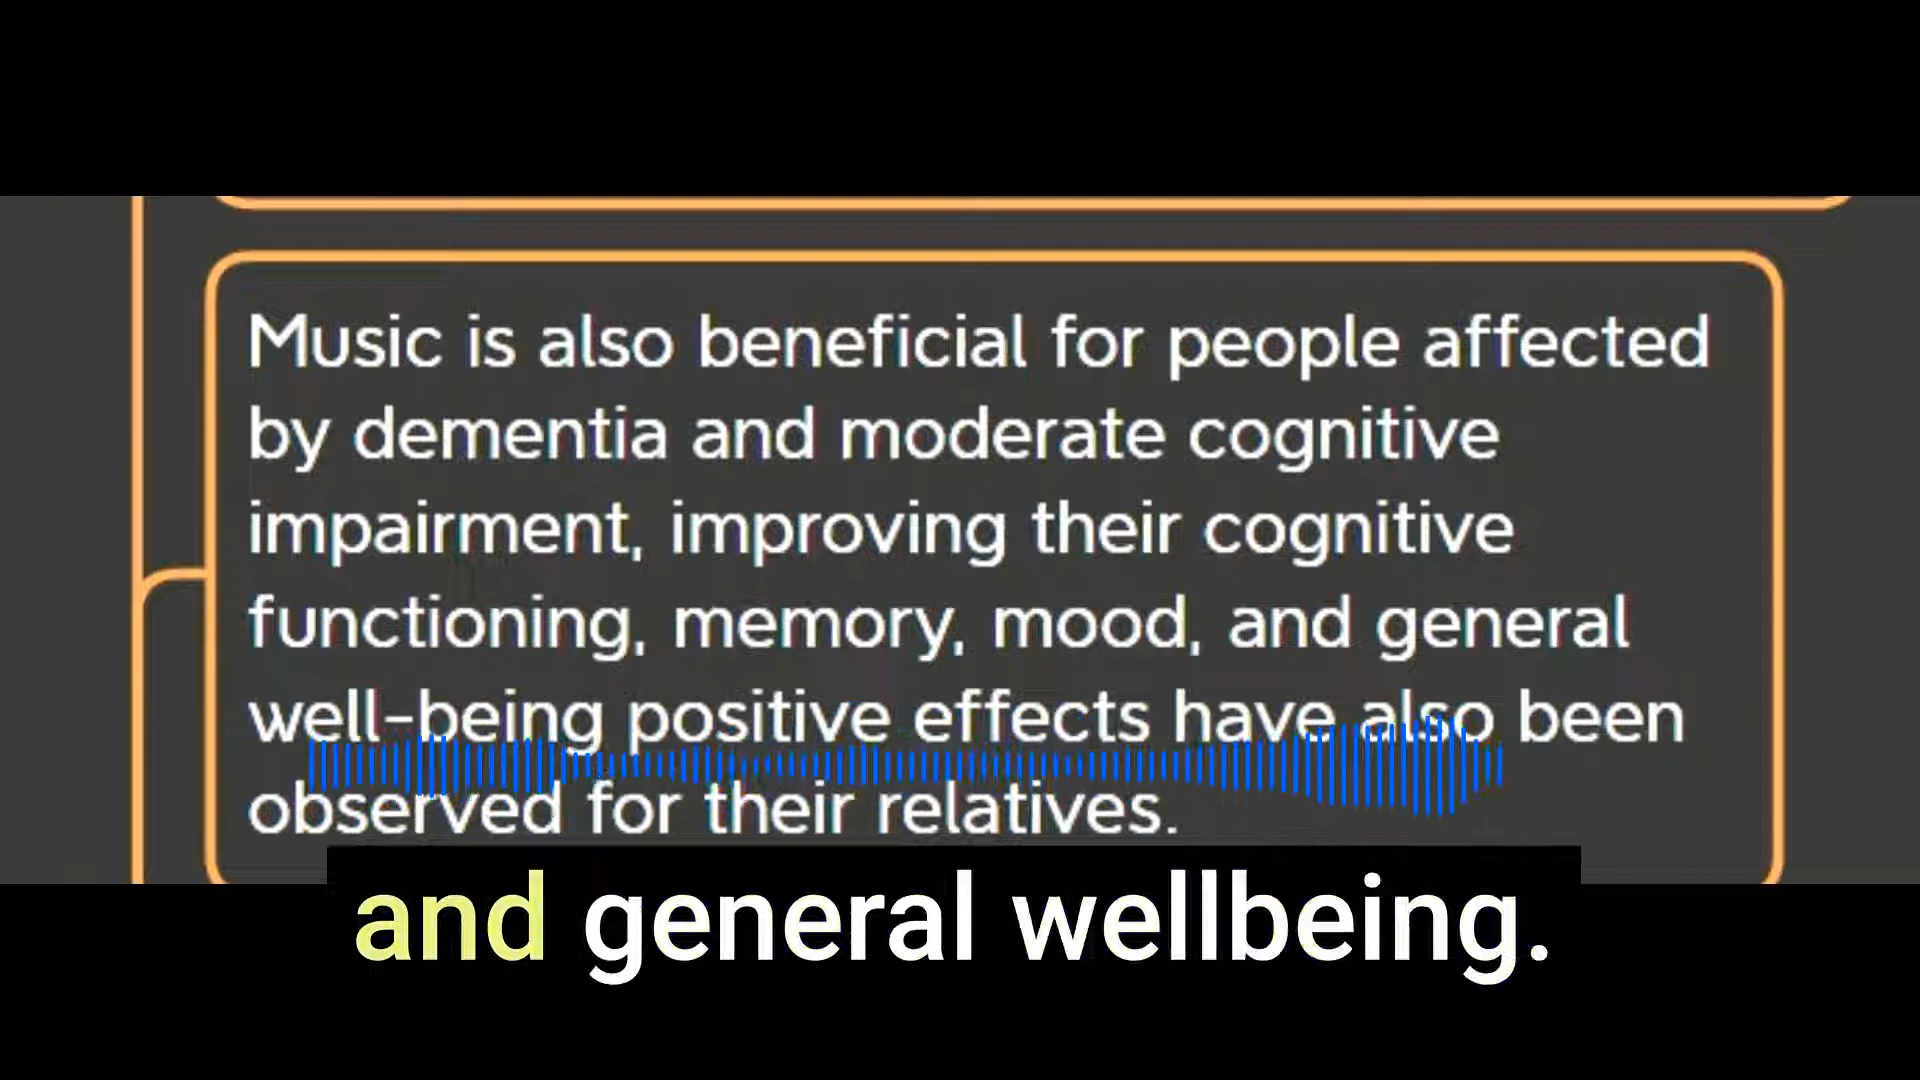 Music is also beneficial for people affected
by dementia and moderate cognitive
impairment, improving their cognitive
functioning, memory, mood, and general
well-being positive effects have also been
observed for their relatives.
and general wellbeing.